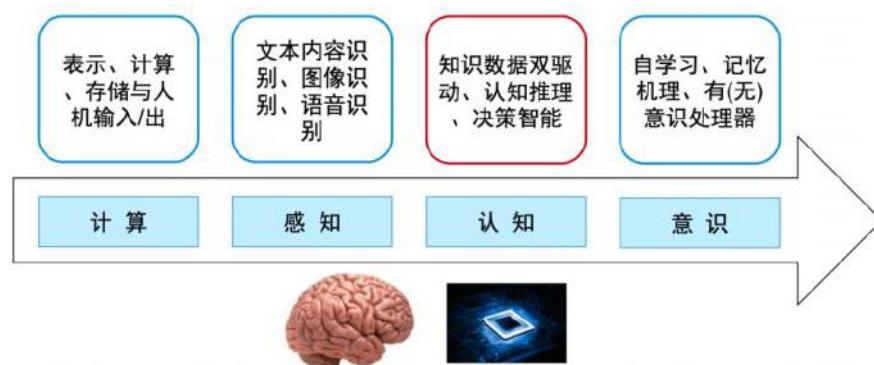 表示、计算
、存储与人
机输入/出
文本内容识
别、图像识
别、语音识
别
知识数据双驱
动、认知推理
、决策智能
自学习、记忆
机理、有(无)
意识处理器
计 算
感 知
认 知
意 识